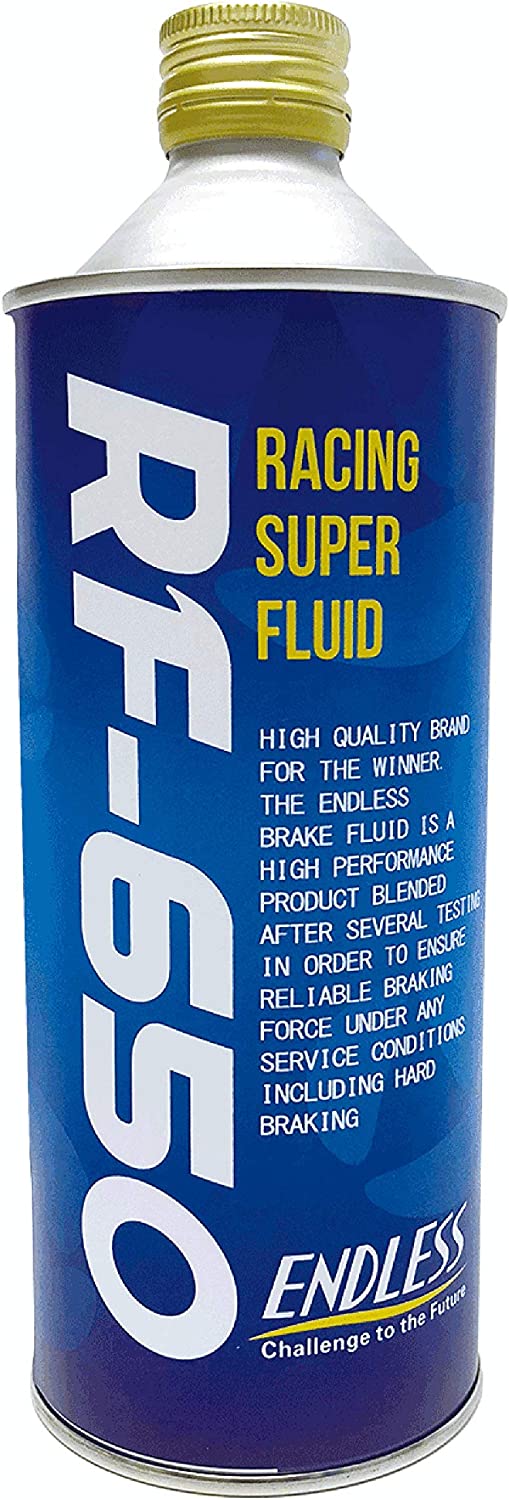 RF-650
RACING
SUPER
FLUID
HIGH QUALITY BRAND
FOR THE WINNER.
THE ENDLESS
BRAKE FLUID IS A
HIGH PERFORMANCE
PRODUCT BLENDED
AFTER SEVERAL TESTING
IN ORDER TO ENSURE
RELIABLE BRAKING
FORCE UNDER ANY
SERVICE CONDITIONS
INCLUDING HARD
BRAKING
ENDLESS
Challenge to the Future